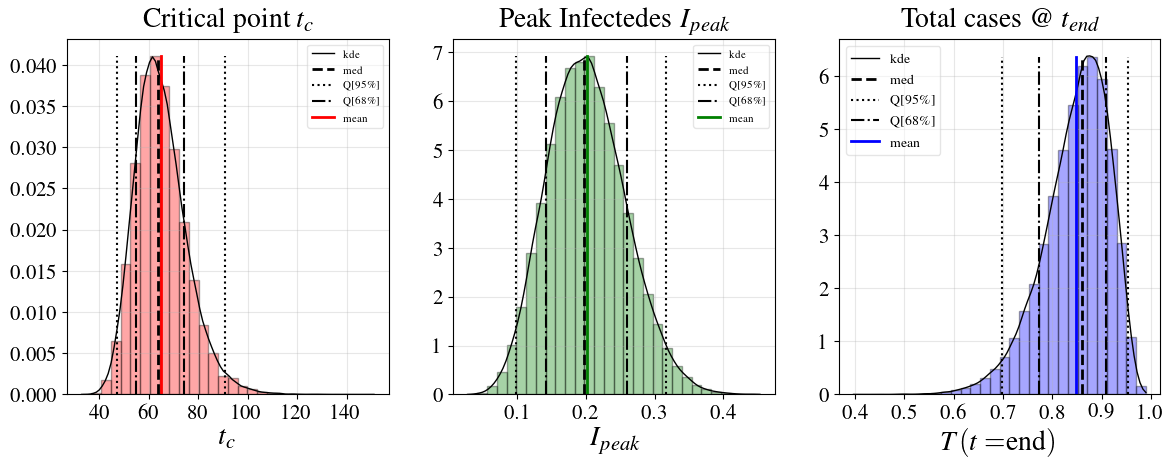 Critical point t_c
0.040
0.035
0.030
0.025
0.020
0.015
0.010
0.005
0.000
40 60 80 100 120 140
t_c
kde
med
Q[95%]
Q[68%]
mean
Peak Infectedes I_peak
7
6
5
4
3
2
1
0
0.1 0.2 0.3 0.4
I_peak
kde
med
Q[95%]
Q[68%]
mean
Total cases @ t_end
6
5
4
3
2
1
0
0.4 0.5 0.6 0.7 0.8 0.9 1.0
T(t =end)
kde
med
Q[95%]
Q[68%]
mean